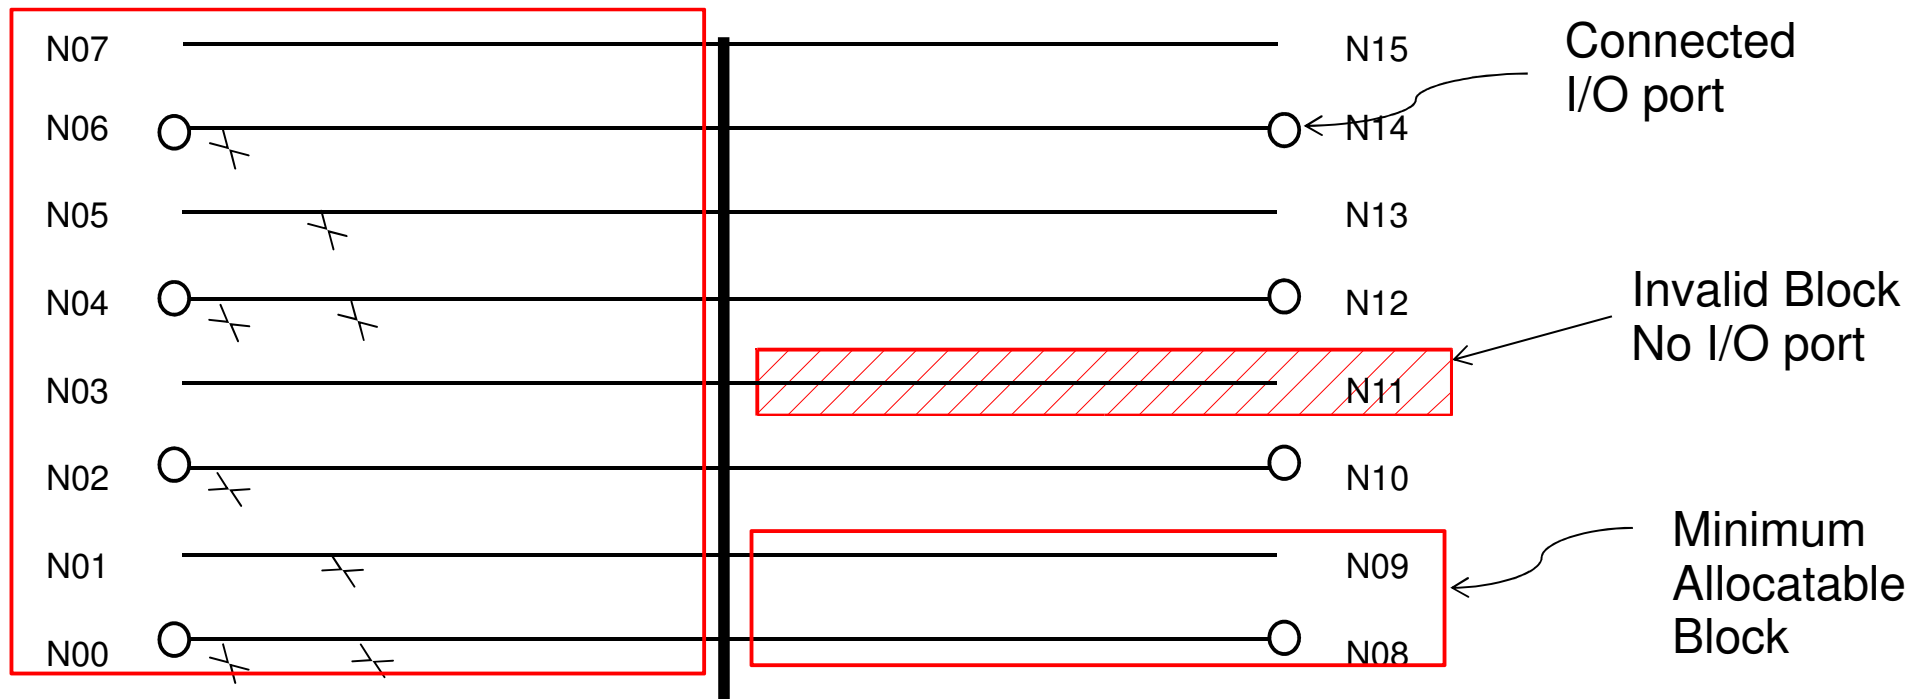 N07
N06
N05
N04
N03
N02
N01
N00
N15
N14
N13
N12
N11
N10
N09
N08
Connected
I/O port
Invalid Block
No I/O port
Minimum
Allocatable
Block